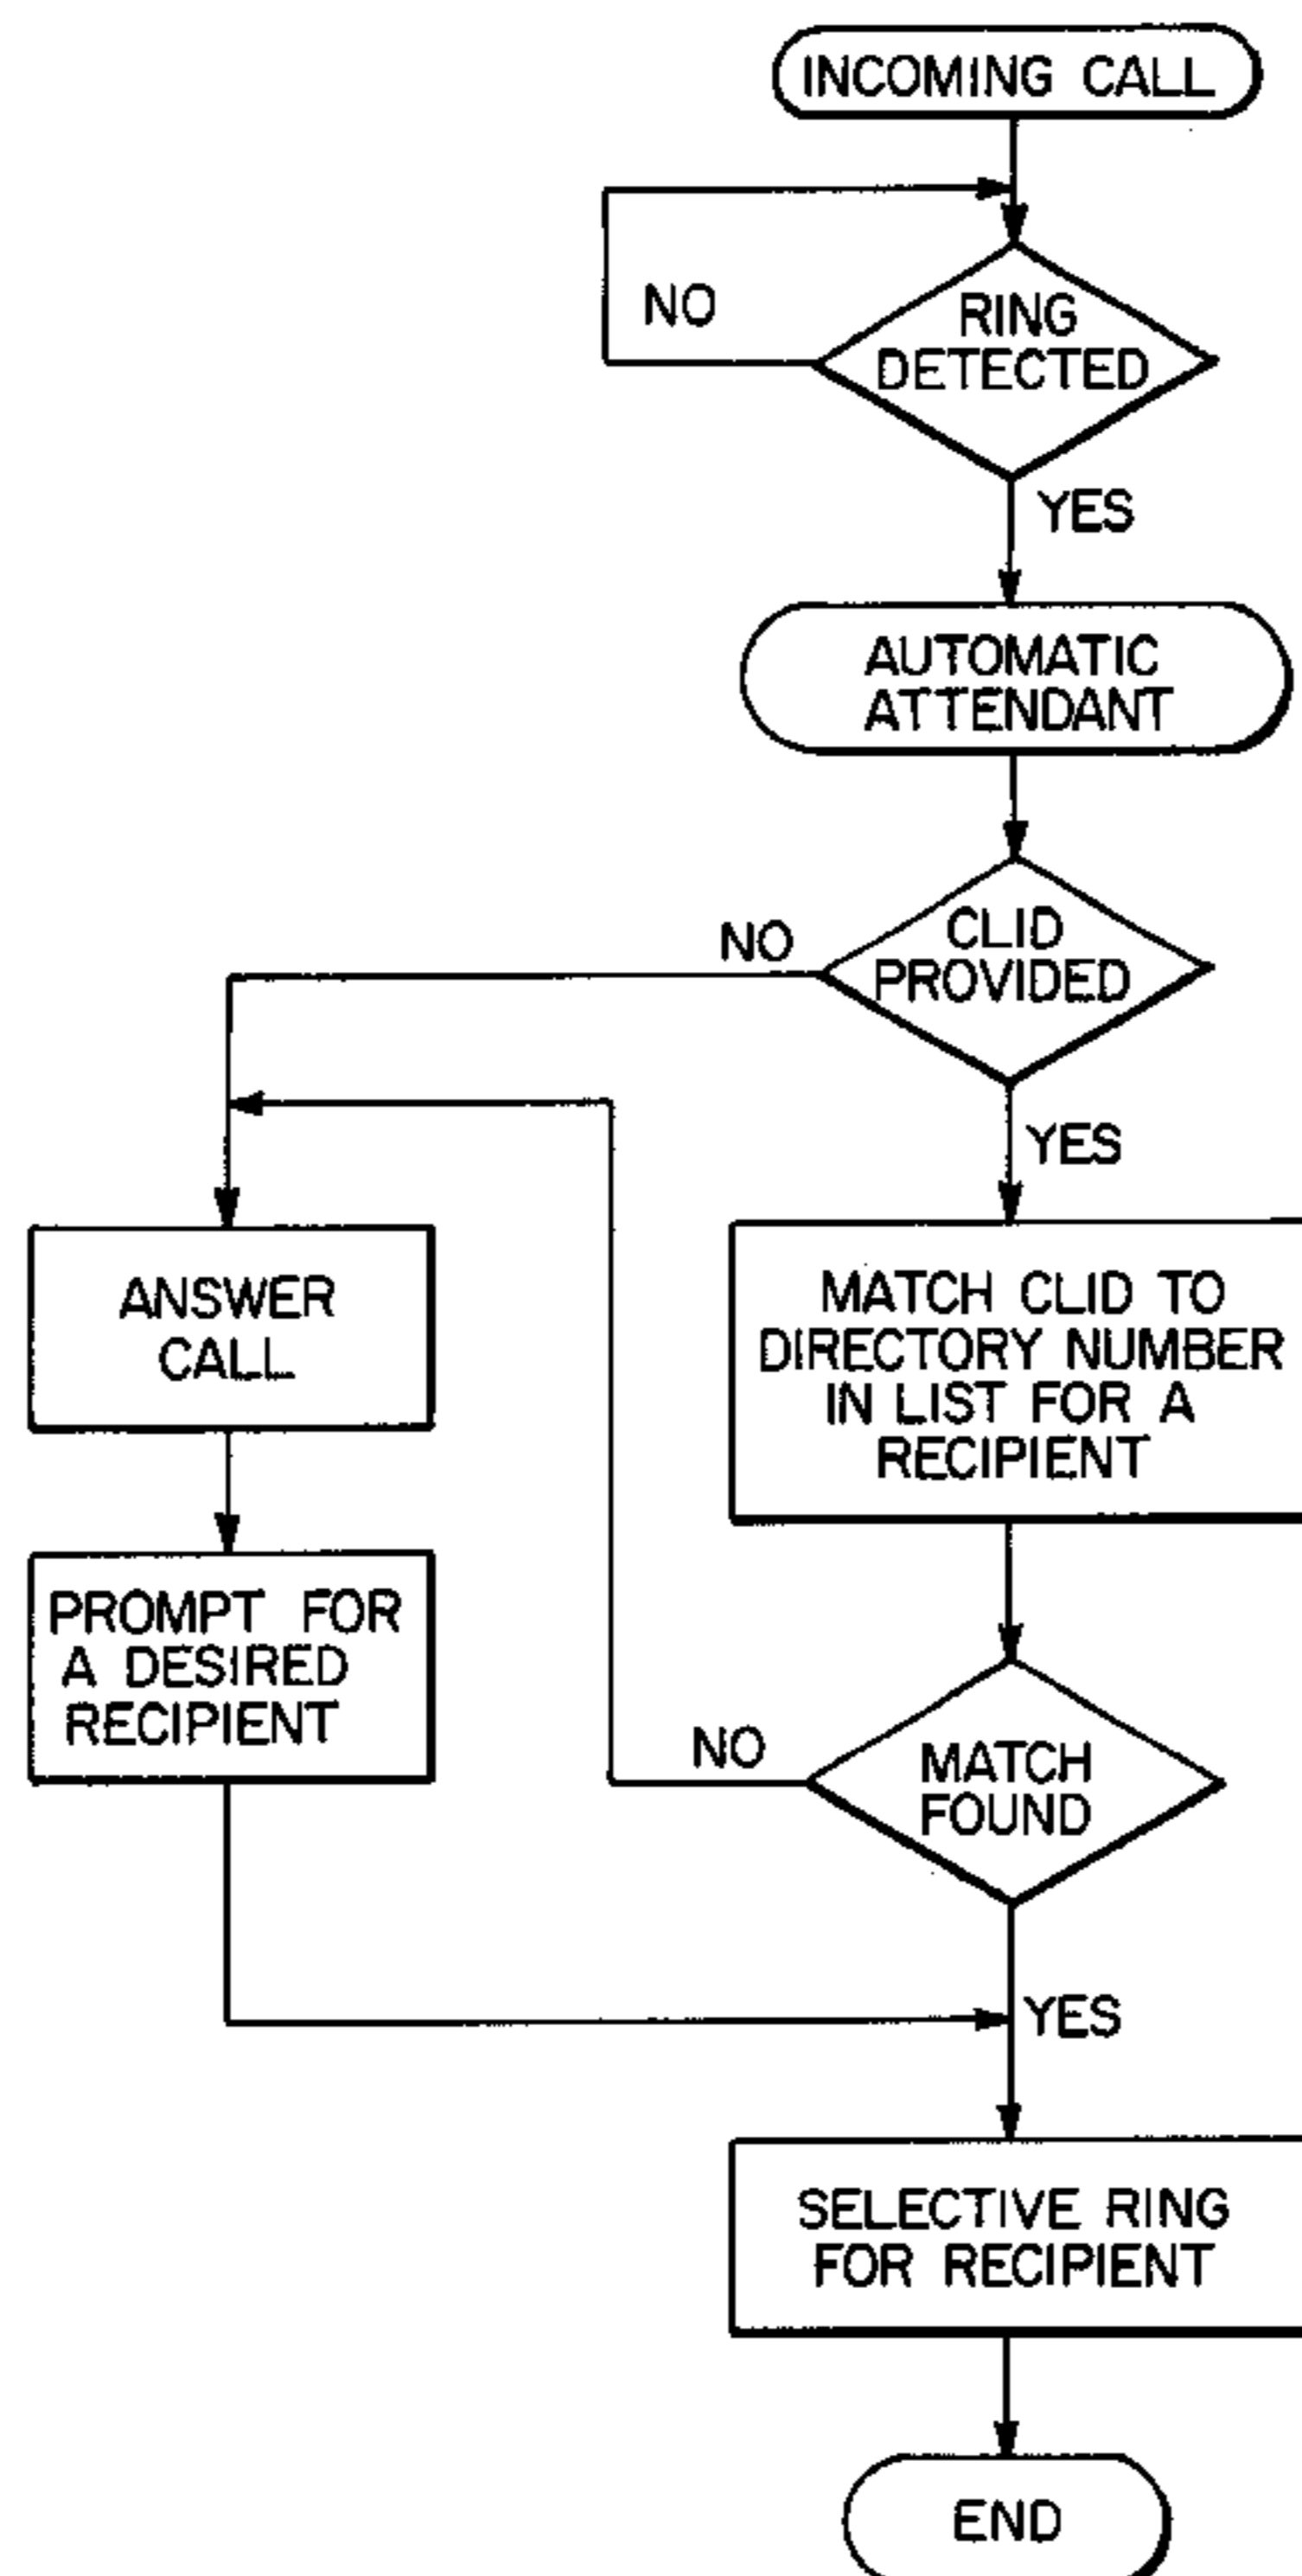 INCOMING CALL
NO
RING
DETECTED
YES
AUTOMATIC
ATTENDANT
NO
CLID
PROVIDED
YES
ANSWER
CALL
MATCH CLID TO
DIRECTORY NUMBER
IN LIST FOR A
RECIPIENT
PROMPT FOR
A DESIRED
RECIPIENT
NO
MATCH
FOUND
YES
SELECTIVE RING
FOR RECIPIENT
END